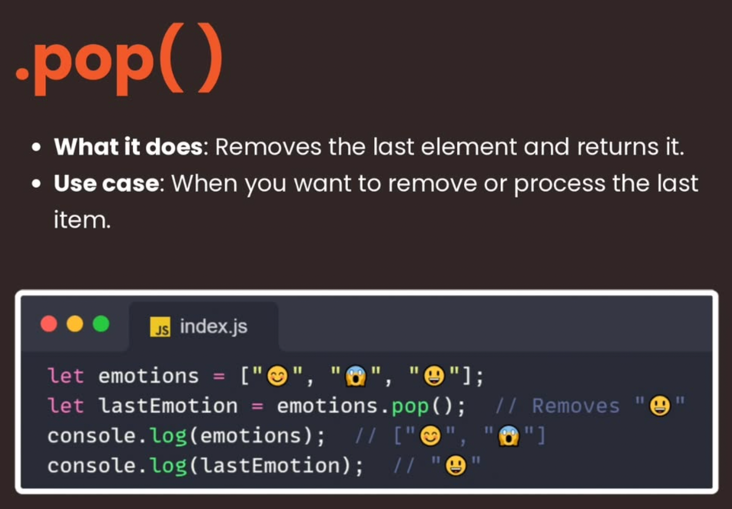 .pop()
• What it does: Removes the last element and returns it.
• Use case: When you want to remove or process the last
item.
JS index.js
let emotions = ["😊", "😱", "😃"];
let lastEmotion = emotions.pop();  // Removes "😃"
console.log(emotions);  // ["😊", "😱"]
console.log(lastEmotion);  // "😃"